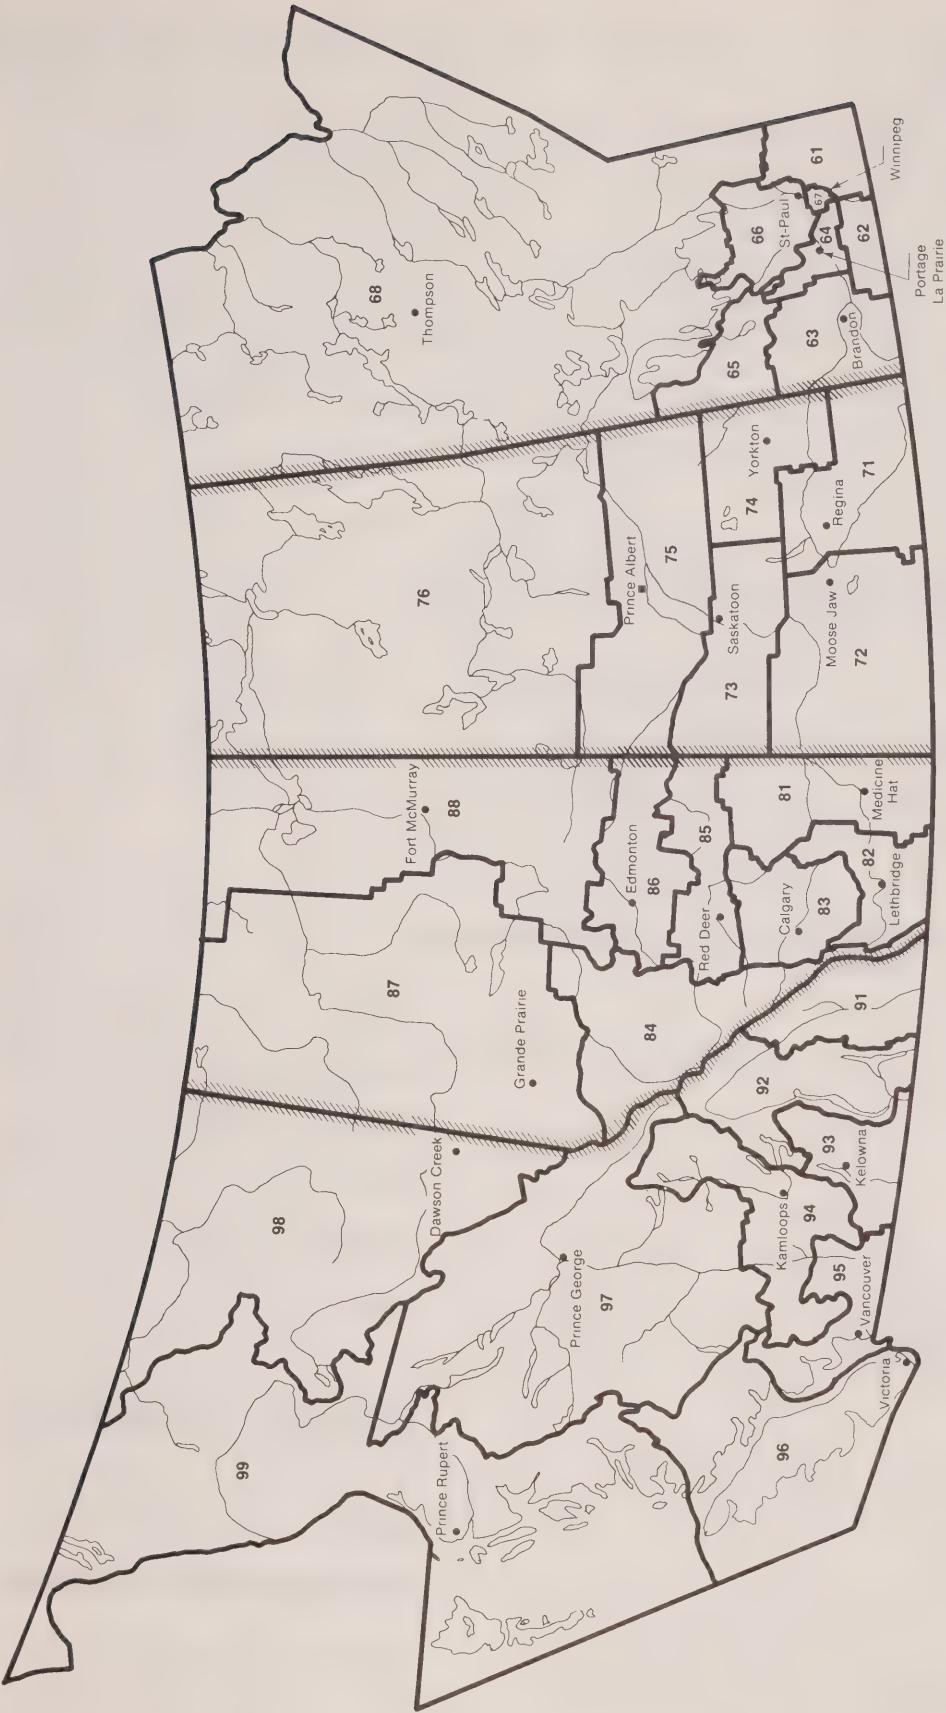 99
Prince Rupert
96
98
Dawson Creek
Prince George
97
Kamloops
94
95
Vancouver
Victoria
93
Kelowna
92
91
87
Grande Prairie
84
88
Fort McMurray
Edmonton
86
85
Red Deer
Calgary
83
81
82
Lethbridge
Medicine
Hat
76
Prince Albert
75
73
Saskatoon
74
Yorkton
72
Moose Jaw
71
Regina
68
Thompson
65
63
Brandon
66
St-Paul
64
67
62
61
Portage
La Prairie
Winnipeg